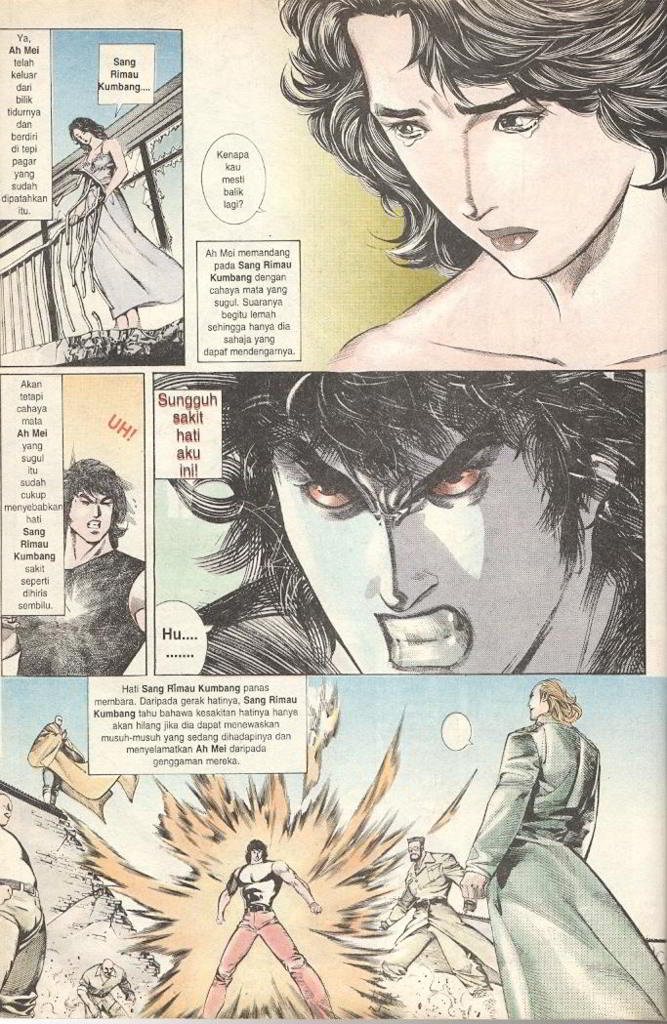 Ya,
Ah Mei
telah
keluar
dari
bilik
tidurnya
dan
berdiri
di tepi
pagar
yang
sudah
dipatahkan
itu.
Sang
Rimau
Kumbang....
Kenapa
kau
mesti
balik
lagi?
Ah Mei memandang
pada Sang Rimau
Kumbang dengan
cahaya mata yang
sugul. Suaranya
begitu lemah
sehingga hanya dia
sahaja yang
dapat mendengarnya.
Akan
tetapi
cahaya
mata
Ah Mei
yang
sugul
itu
sudah
cukup
menyebabkan
hati
Sang
Rimau
Kumbang
sakit
seperti
dihiris
sembilu.
UH!
Sungguh
sakit
hati
aku
ini!
Hu....
.......
Hati Sang Rimau Kumbang panas
membara. Daripada gerak hatinya, Sang Rimau
Kumbang tahu bahawa kesakitan hatinya hanya
akan hilang jika dia dapat menewaskan
musuh-musuh yang sedang dihadapinya dan
menyelamatkan Ah Mei daripada
genggaman mereka.